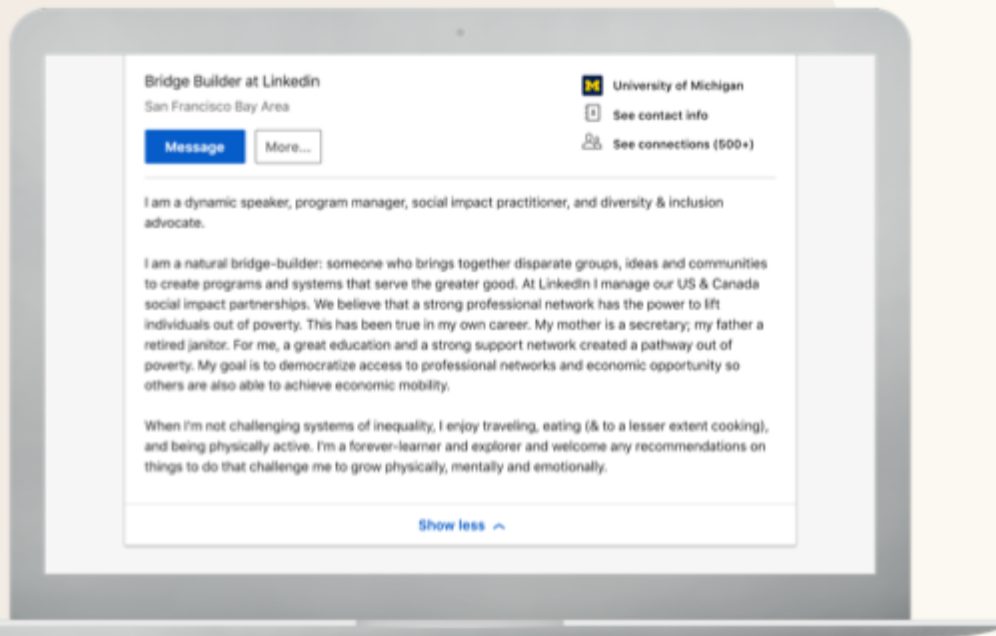 Bridge Builder at Linkedin
San Francisco Bay Area
Message
More...
M
University of Michigan
See contact info
See connections (500+)
I am a dynamic speaker, program manager, social impact practitioner, and diversity & inclusion
advocate.
I am a natural bridge-builder: someone who brings together disparate groups, ideas and communities
to create programs and systems that serve the greater good. At LinkedIn I manage our US & Canada
social impact partnerships. We believe that a strong professional network has the power to lift
individuals out of poverty. This has been true in my own career. My mother is a secretary; my father a
retired janitor. For me, a great education and a strong support network created a pathway out of
poverty. My goal is to democratize access to professional networks and economic opportunity so
others are also able to achieve economic mobility.
When I'm not challenging systems of inequality, I enjoy traveling, eating (& to a lesser extent cooking),
and being physically active. I'm a forever-learner and explorer and welcome any recommendations on
things to do that challenge me to grow physically, mentally and emotionally.
Show less